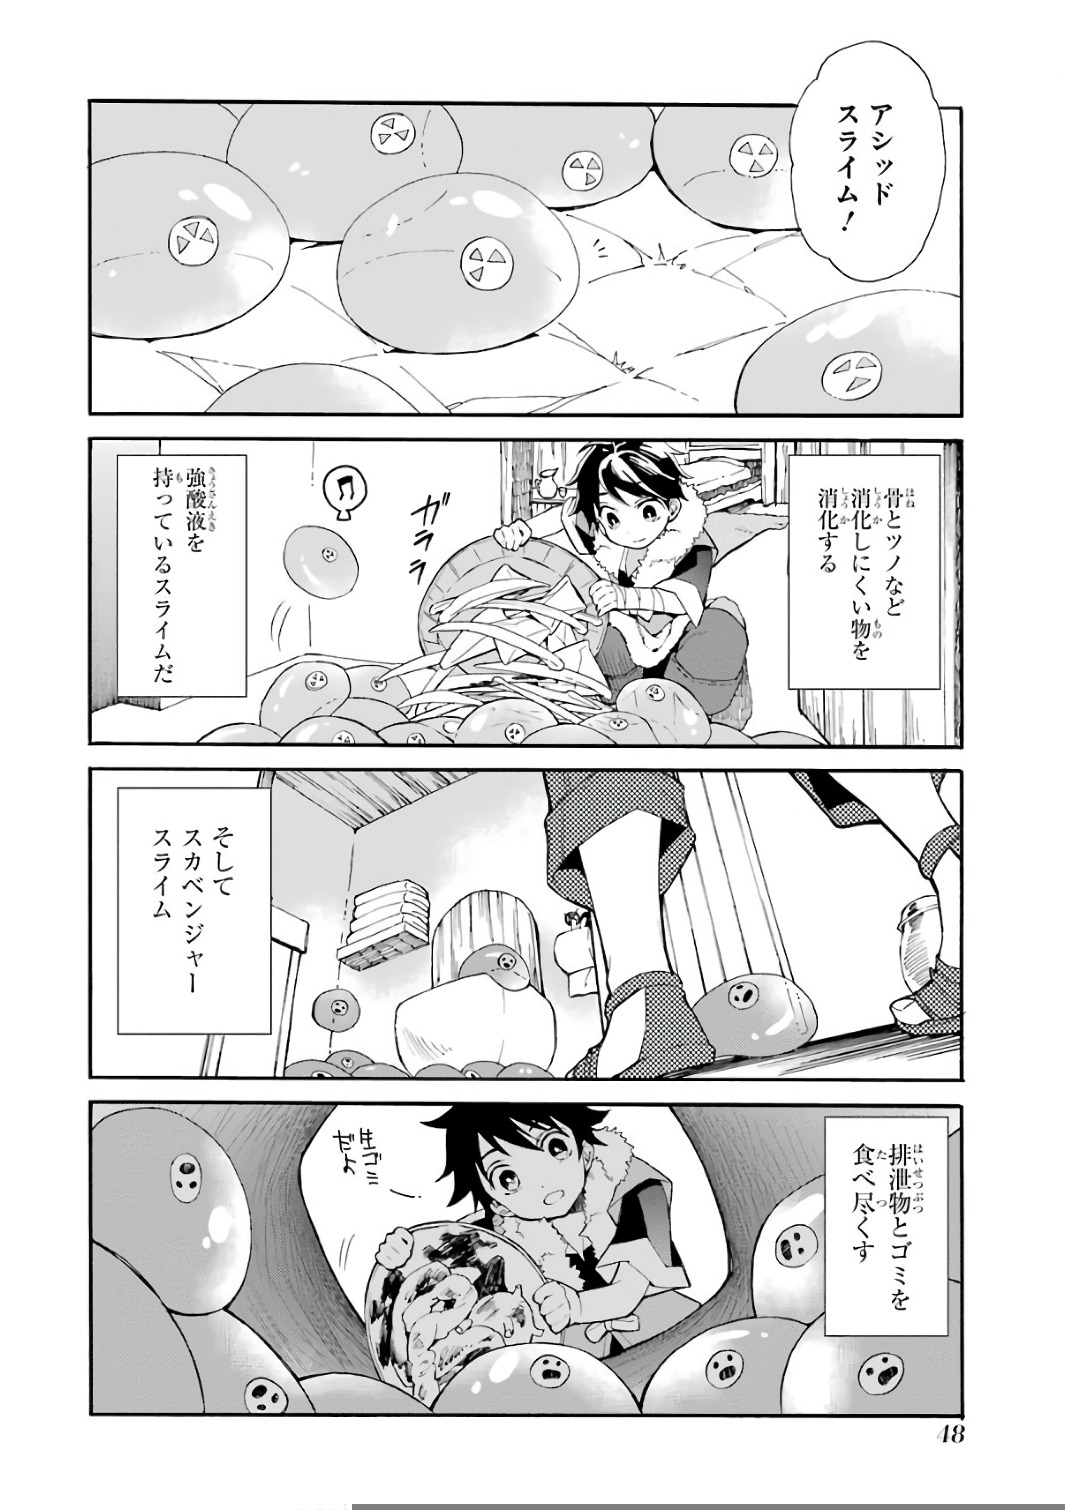 アシッド
スライム！
骨とツノなど
消化しにくい物を
消化する
ガラララ
強酸液を
持っているスライムだ
そして
スカベンジャー
スライム
排泄物とゴミを
食べ尽くす
生ゴミ
だよ
48